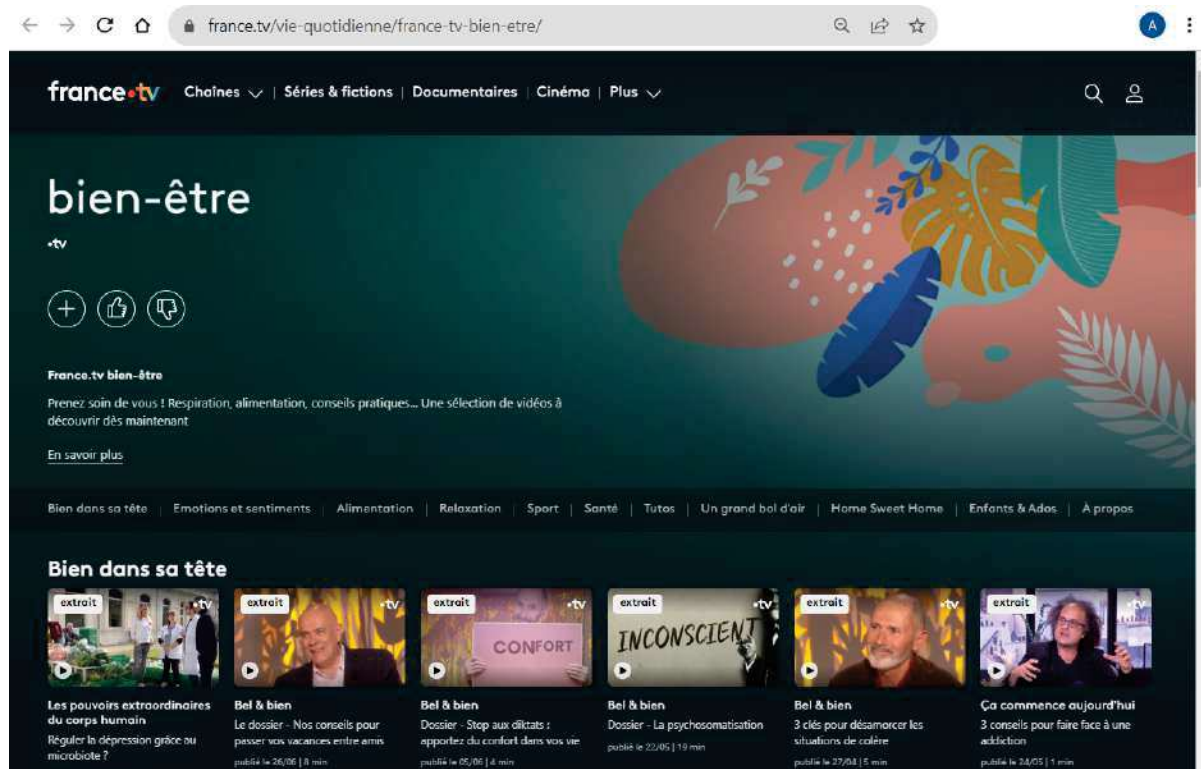 france.tv/vie-quotidienne/france-tv-bien-etre/
A
france•tv Chaînes | Séries & fictions | Documentaires | Cinéma | Plus
bien-être
•tv
France.tv bien-être
Prenez soin de vous ! Respiration, alimentation, conseils pratiques... Une sélection de vidéos à
découvrir dès maintenant
En savoir plus
Bien dans sa tête | Emotions et sentiments | Alimentation | Relaxation | Sport | Santé | Tutos | Un grand bol d'air | Home Sweet Home | Enfants & Ados | À propos
Bien dans sa tête
extrait •tv
Les pouvoirs extraordinaires
du corps humain
Réguler la dépression grâce au
microbiote ?
extrait •tv
Bel & bien
Le dossier - Nos conseils pour
passer vos vacances entre amis
publié le 26/06 | 8 min
extrait •tv
CONFORT
Bel & bien
Dossier - Stop aux diktats :
apportez du confort dans vos vie
publié le 05/06 | 4 min
extrait •tv
INCONSCIENT
Bel & bien
Dossier - La psychosomatisation
publié le 22/05 | 19 min
extrait •tv
Bel & bien
3 clés pour désamorcer les
situations de colère
publié le 27/04 | 5 min
extrait •tv
Ça commence aujourd'hui
3 conseils pour faire face à une
addiction
publié le 24/05 | 1 min